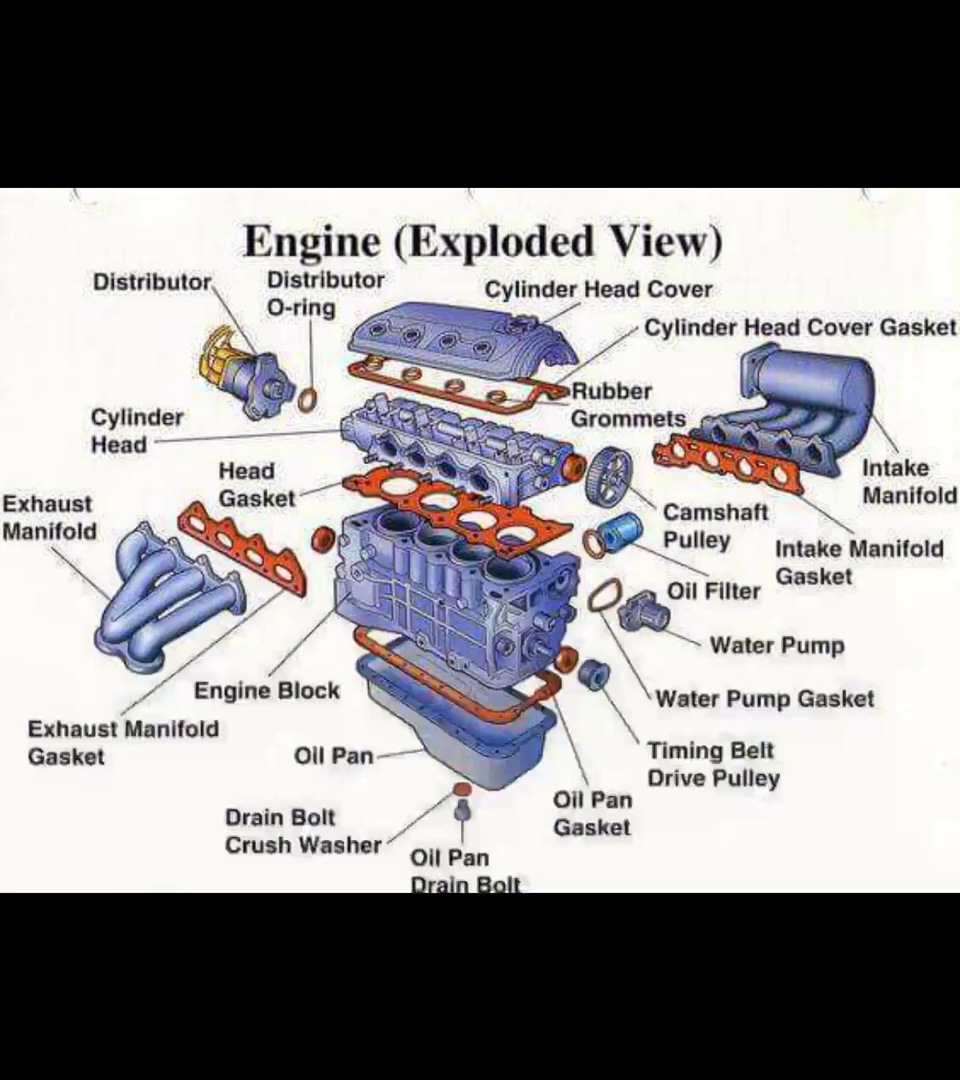 Engine (Exploded View)
Distributor
Distributor
O-ring
Cylinder Head Cover
Cylinder Head Cover Gasket
Rubber
Grommets
Cylinder
Head
Head
Gasket
Exhaust
Manifold
Intake
Manifold
Camshaft
Pulley
Intake Manifold
Gasket
Oil Filter
Water Pump
Engine Block
Water Pump Gasket
Exhaust Manifold
Gasket
Oil Pan
Timing Belt
Drive Pulley
Oil Pan
Gasket
Drain Bolt
Crush Washer
Oil Pan
Drain Bolt